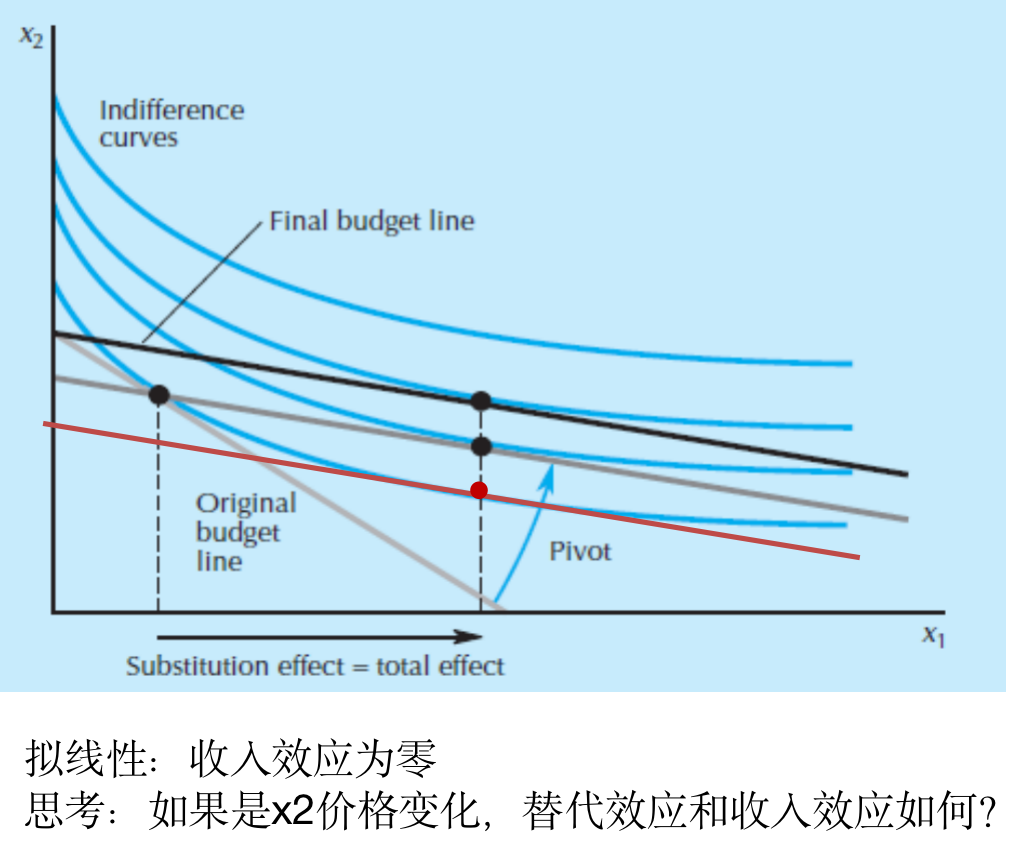 x2
Indifference
curves
Final budget line
Original
budget
line
Pivot
x1
Substitution effect = total effect
拟线性：收入效应为零
思考：如果是x2价格变化，替代效应和收入效应如何？